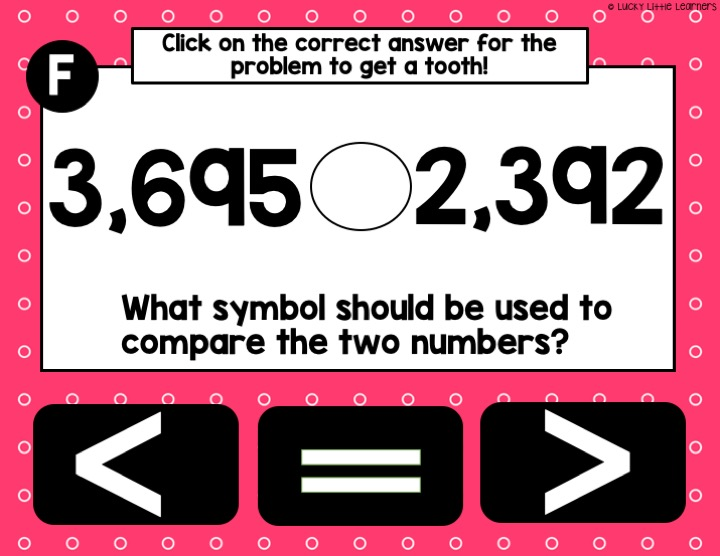 © Lucky Little Learners
Click on the correct answer for the
problem to get a tooth!
F
3,695 2,392
What symbol should be used to
compare the two numbers?
< = >